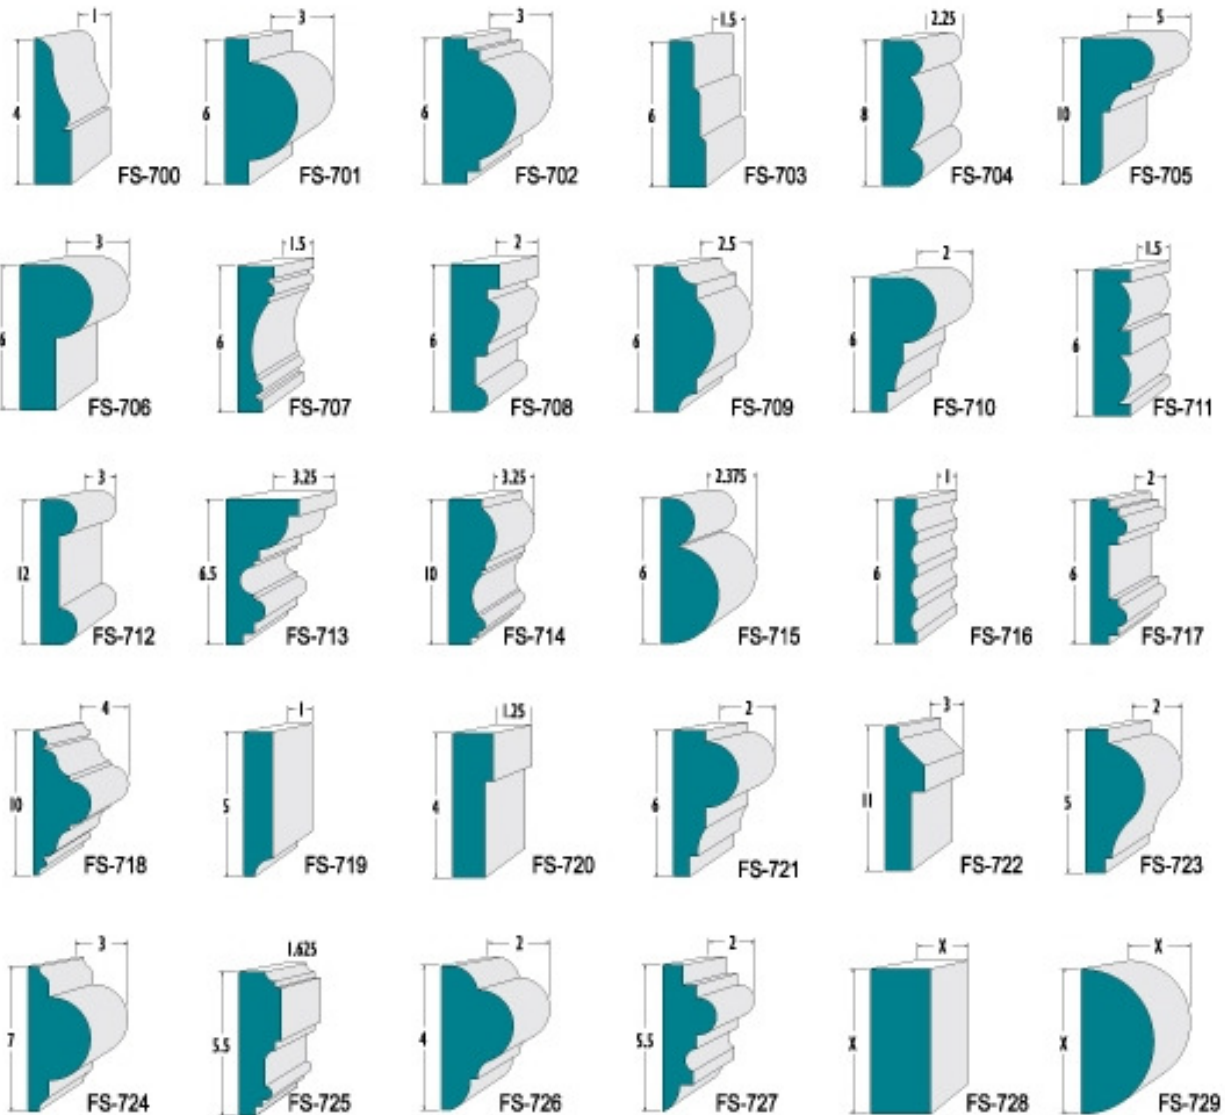 1
4
FS-700
3
6
FS-701
3
6
FS-702
1.5
6
FS-703
2.25
8
FS-704
5
10
FS-705
3
6
FS-706
1.5
6
FS-707
2
6
FS-708
2.5
6
FS-709
2
6
FS-710
1.5
6
FS-711
3
12
FS-712
3.25
6.5
FS-713
3.25
10
FS-714
2.375
6
FS-715
1
6
FS-716
2
6
FS-717
4
10
FS-718
1
5
FS-719
1.25
4
FS-720
2
6
FS-721
3
11
FS-722
2
5
FS-723
3
7
FS-724
1.625
5.5
FS-725
2
4
FS-726
2
5.5
FS-727
X
X
FS-728
X
X
FS-729